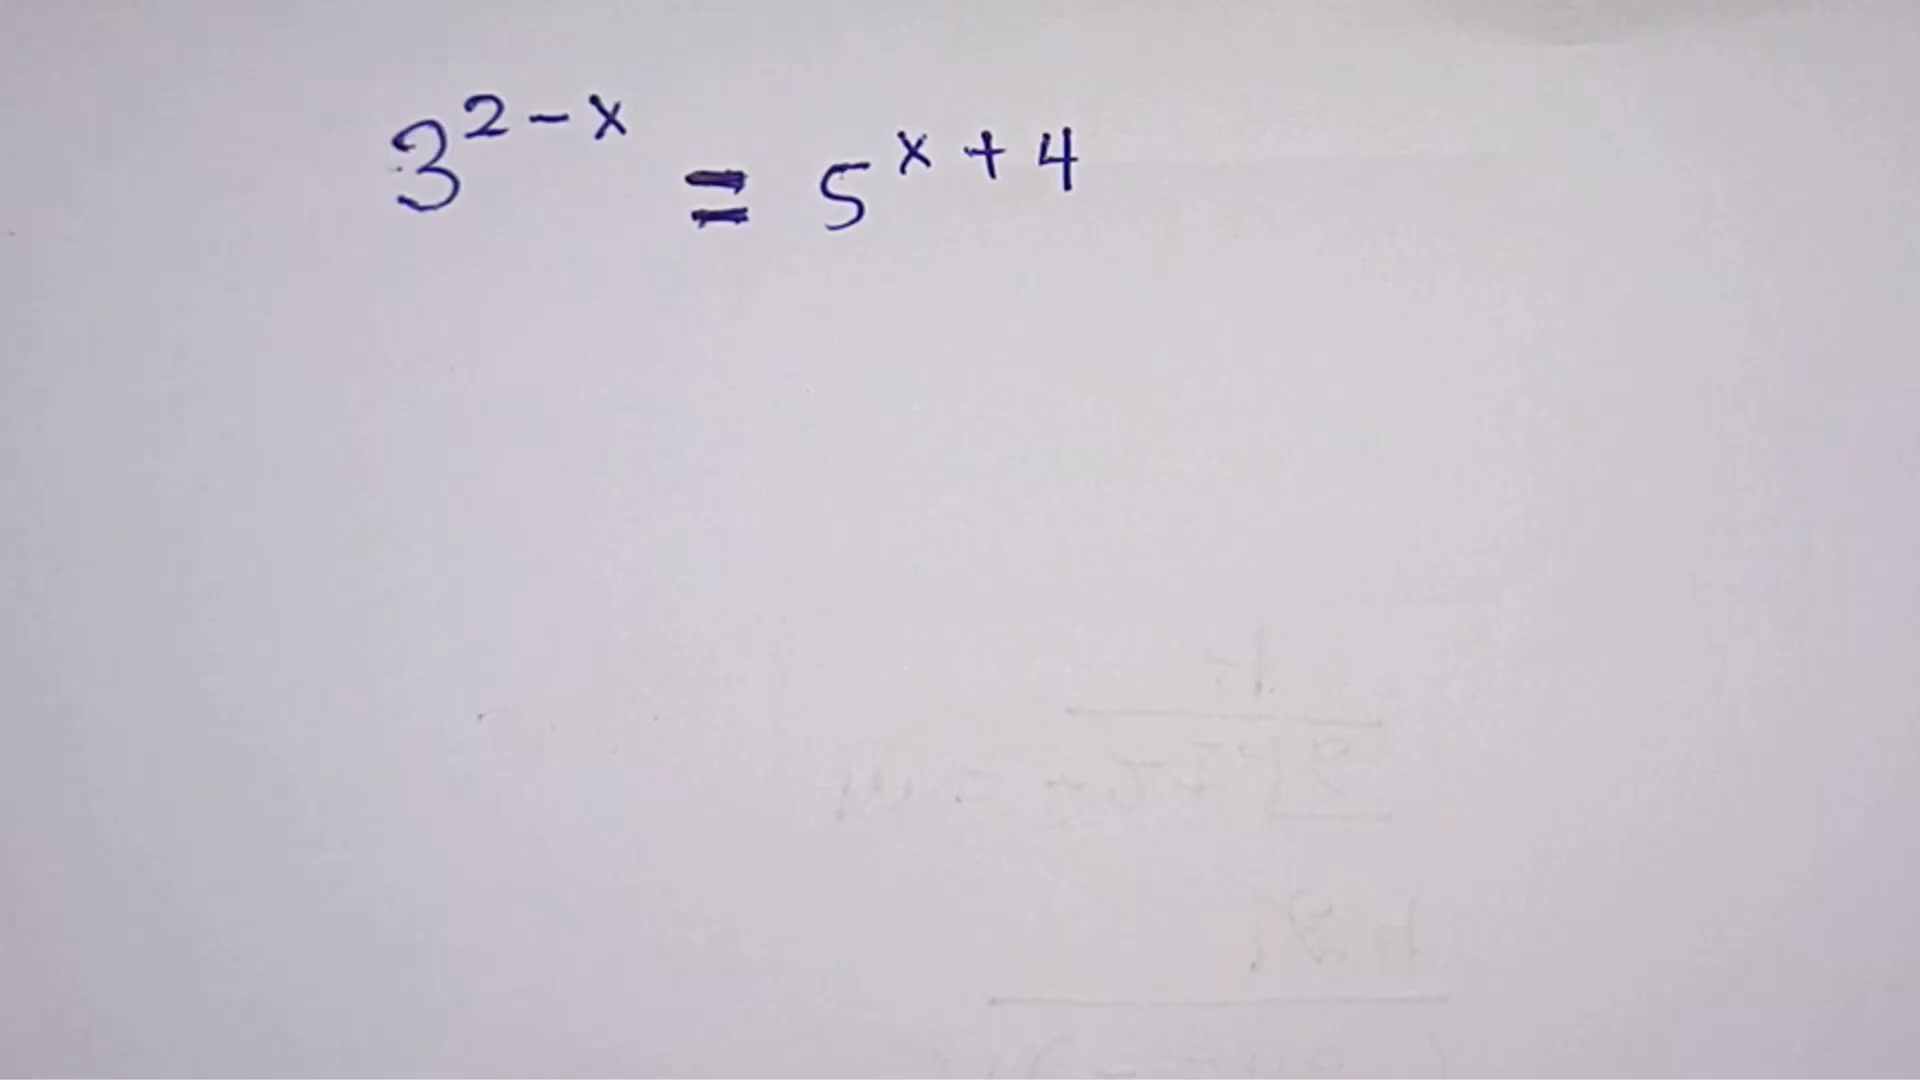 3^{2-x} = 5^{x+4}